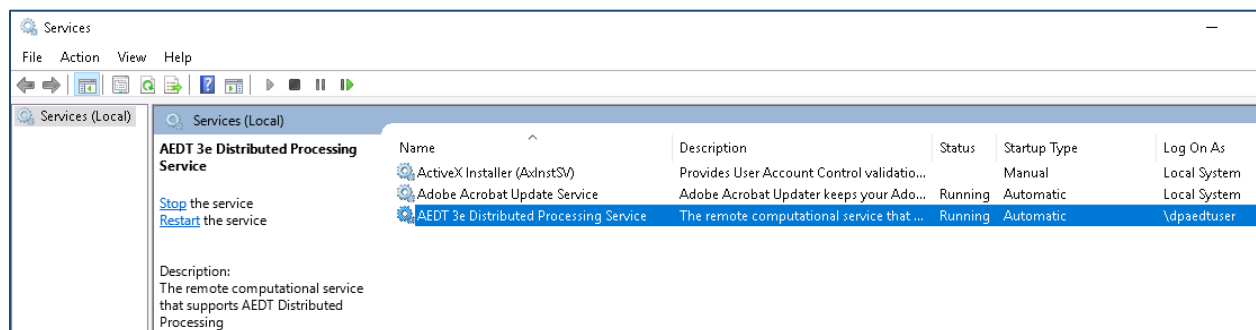 Services
File Action View Help
Services (Local)
Services (Local)
AEDT 3e Distributed Processing
Service
Stop the service
Restart the service
Description:
The remote computational service
that supports AEDT Distributed
Processing
Name Description Status Startup Type Log On As
ActiveX Installer (AxInstSV) Provides User Account Control validatio... Manual Local System
Adobe Acrobat Update Service Adobe Acrobat Updater keeps your Ado... Running Automatic Local System
AEDT 3e Distributed Processing Service The remote computational service that ... Running Automatic \dpaedtuser